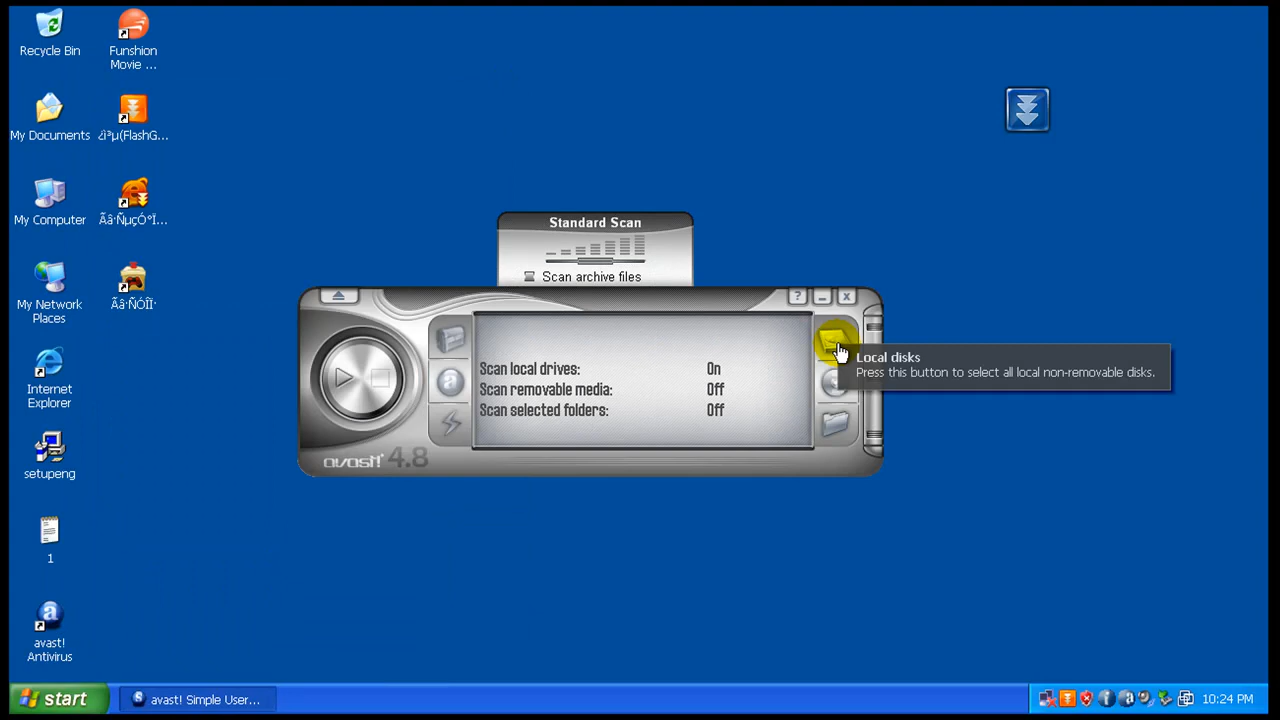 Recycle Bin
Funshion
Movie ...
My Documents
¿ì³µ(FlashG...
My Computer
My Network
Places
Internet
Explorer
setupeng
1
avast!
Antivirus
Standard Scan
Scan archive files
?
Scan local drives: On
Scan removable media: Off
Scan selected folders: Off
avast! 4.8
Local disks
Press this button to select all local non-removable disks.
start
avast! Simple User...
10:24 PM